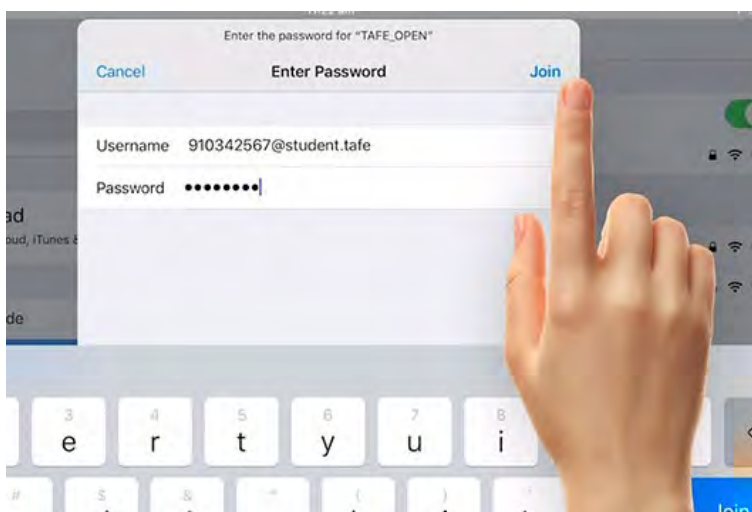 Enter the password for "TAFE_OPEN"
Cancel Enter Password Join
Username 910342567@student.tafe
Password ••••••••
ad
oud, iTunes &
de
3 4 5 6 7 8
e r t y u i
# $ & * ( ) '
Join